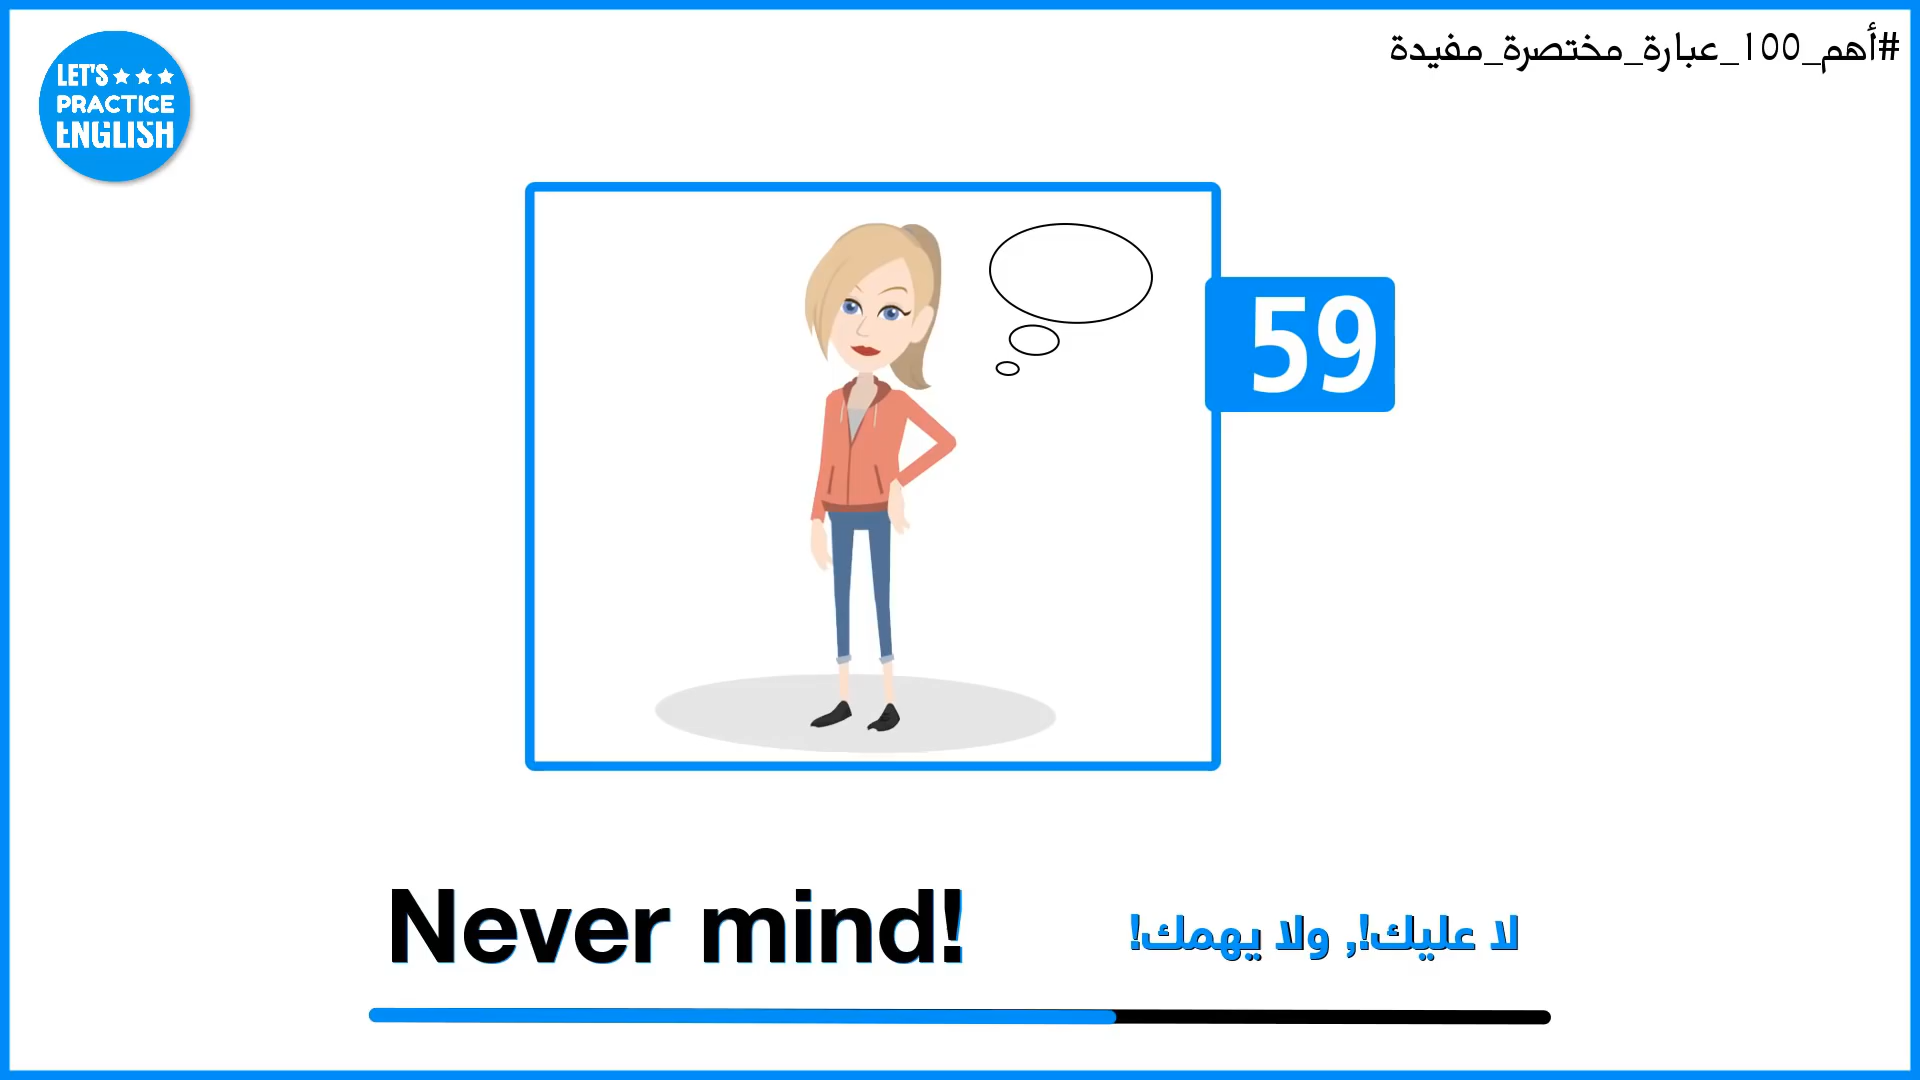 #أهم_100_عبارة_مختصرة_مفيدة
LET'S
PRACTICE
ENGLISH
59
Never mind!
لا عليك!, ولا يهمك!